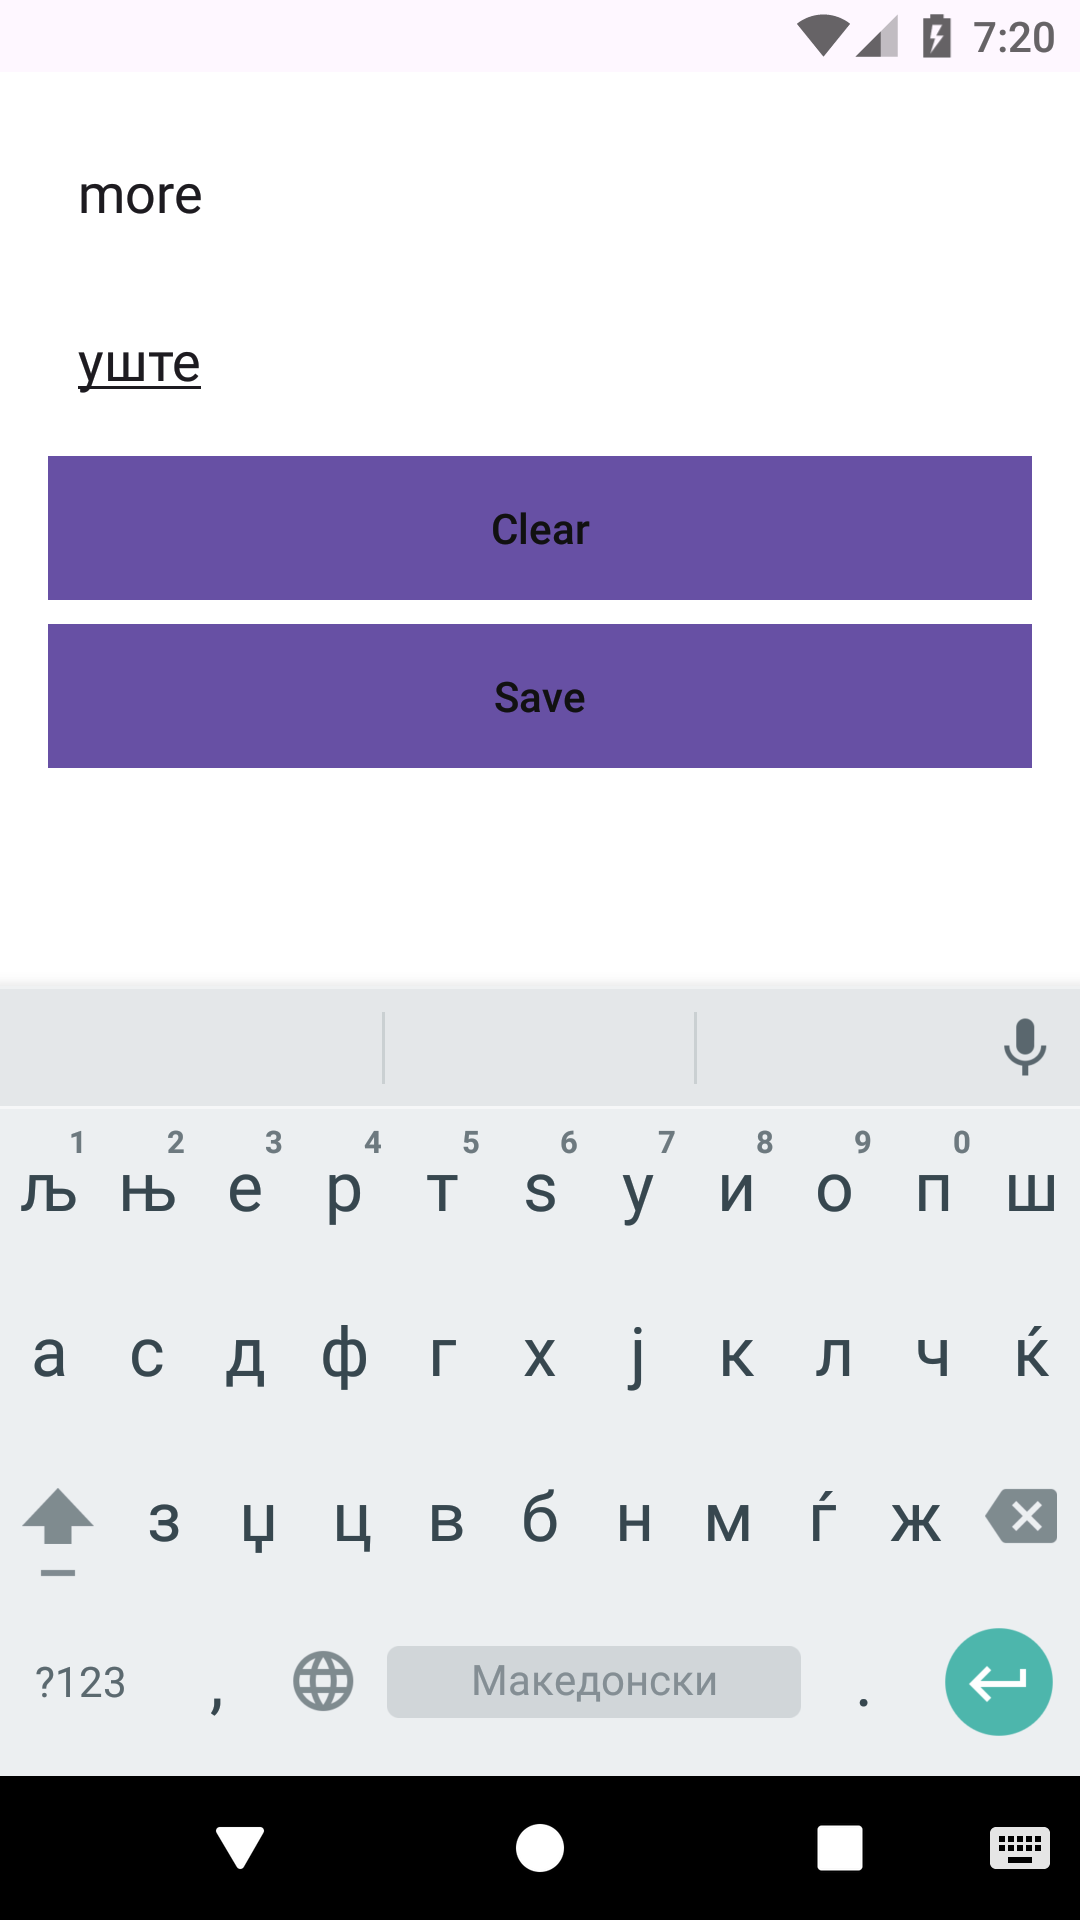 7:20
more
уште
Clear
Save
1 2 3 4 5 6 7 8 9 0
љ њ е р т ѕ у и о п ш
а с д ф г х ј к л ч ќ
з џ ц в б н м ѓ ж
?123 , Македонски .